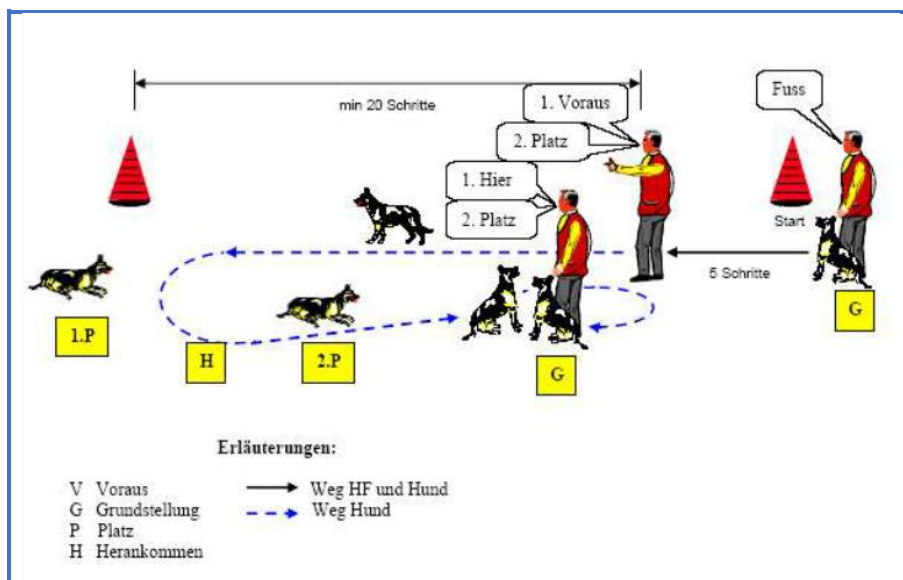 min 20 Schritte
1. Voraus
2. Platz
Fuss
1. Hier
2. Platz
Start
5 Schritte
1.P
H
2.P
G
G
Erläuterungen:
V Voraus
G Grundstellung
P Platz
H Herankommen
Weg HF und Hund
Weg Hund